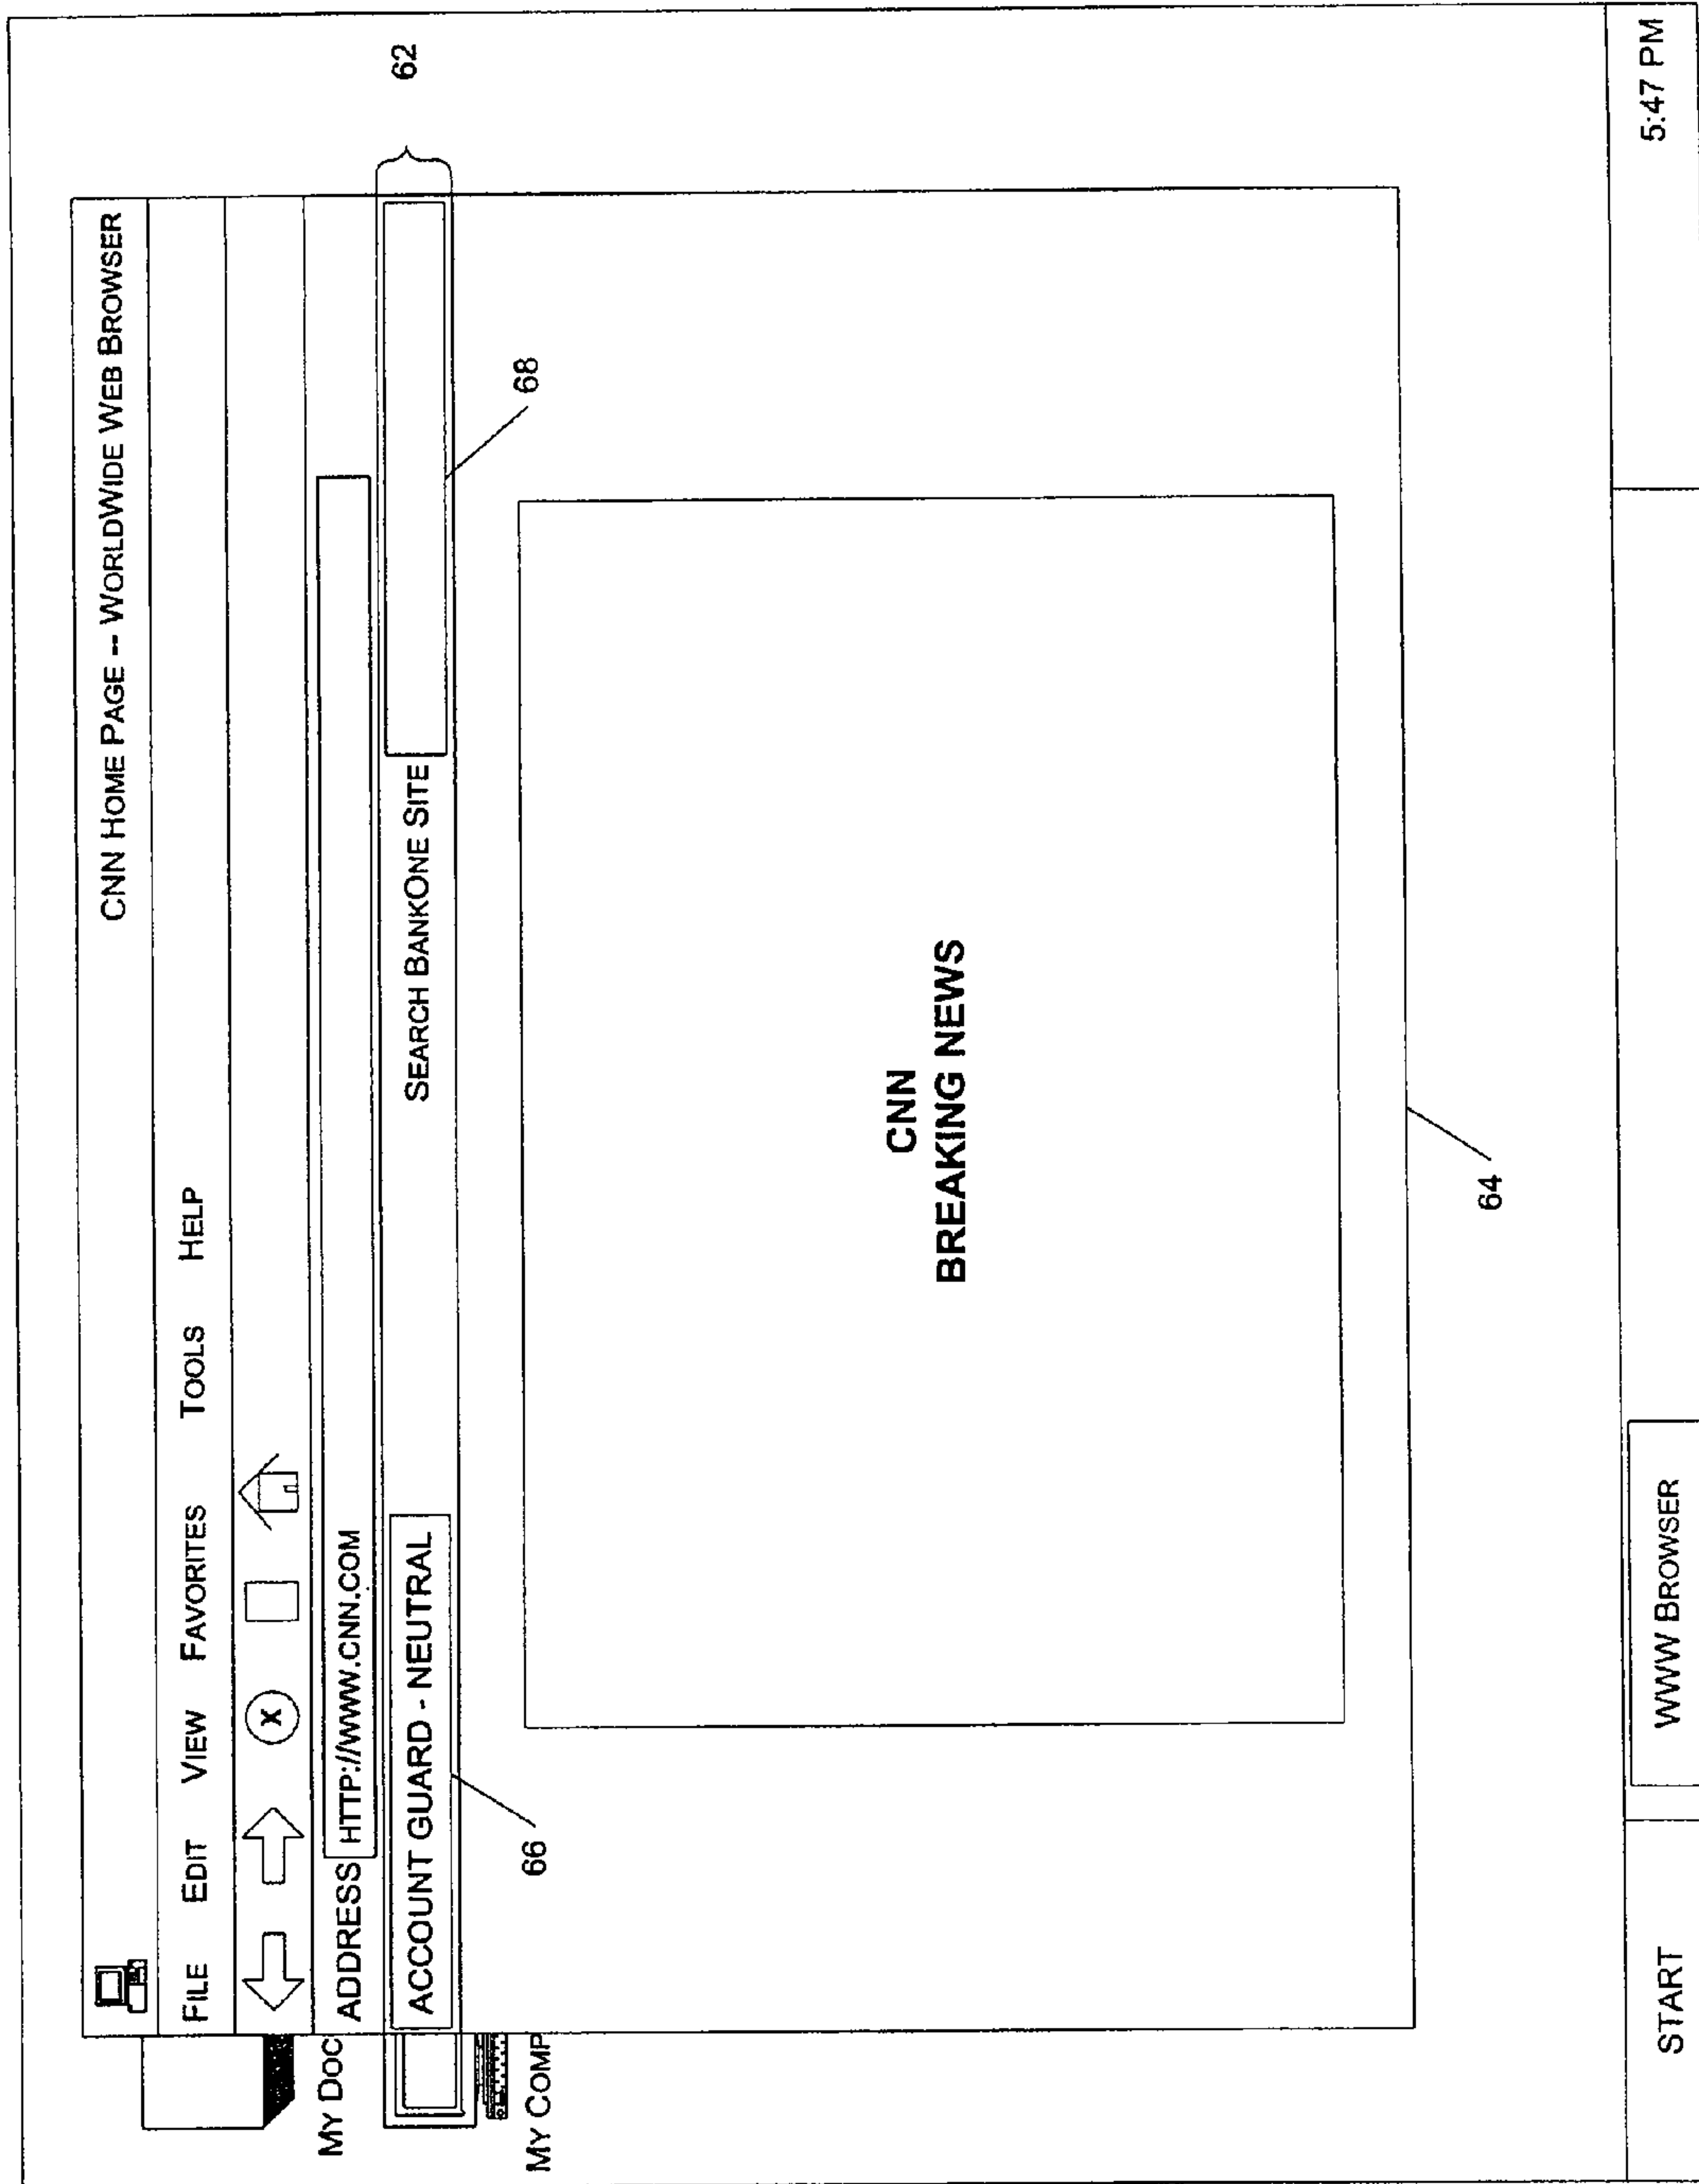 CNN HOME PAGE -- WORLDWIDE WEB BROWSER
FILE EDIT VIEW FAVORITES TOOLS HELP
X
MY DOC
ADDRESS HTTP://WWW.CNN.COM
62
ACCOUNT GUARD - NEUTRAL
SEARCH BANKONE SITE
MY COMP
66
68
CNN
BREAKING NEWS
64
START
WWW BROWSER
5:47 PM